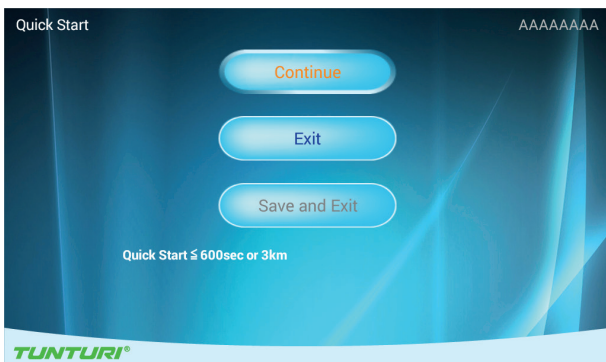 Quick Start
AAAAAAAA
Continue
Exit
Save and Exit
Quick Start ≦ 600sec or 3km
TUNTURI®